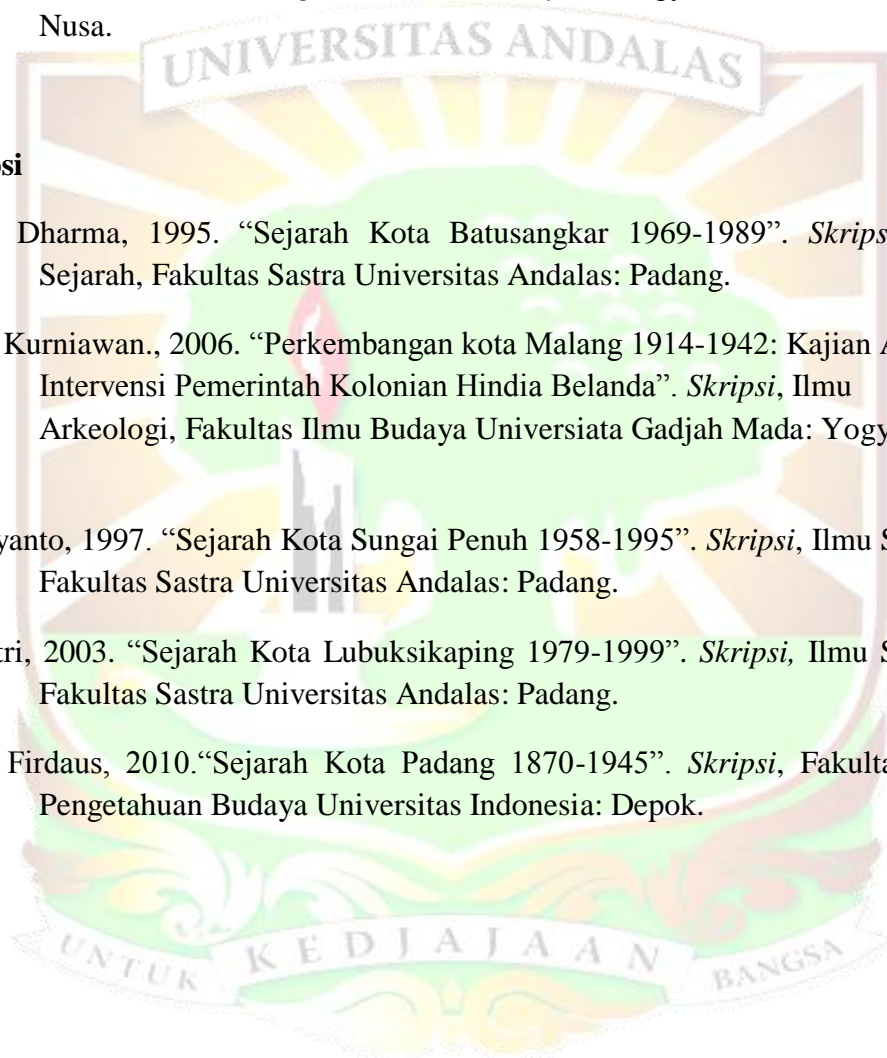 Nusa.
UNIVERSITAS ANDALAS
Dharma, 1995. “Sejarah Kota Batusangkar 1969-1989”. Skrips
Sejarah, Fakultas Sastra Universitas Andalas: Padang.
Kurniawan., 2006. “Perkembangan kota Malang 1914-1942: Kajian A
Intervensi Pemerintah Kolonian Hindia Belanda”. Skripsi, Ilmu
Arkeologi, Fakultas Ilmu Budaya Universiata Gadjah Mada: Yogy
yanto, 1997. “Sejarah Kota Sungai Penuh 1958-1995”. Skripsi, Ilmu S
Fakultas Sastra Universitas Andalas: Padang.
tri, 2003. “Sejarah Kota Lubuksikaping 1979-1999”. Skripsi, Ilmu S
Fakultas Sastra Universitas Andalas: Padang.
Firdaus, 2010.“Sejarah Kota Padang 1870-1945”. Skripsi, Fakulta
Pengetahuan Budaya Universitas Indonesia: Depok.
UNTUK KEDJAJAAN BANGSA